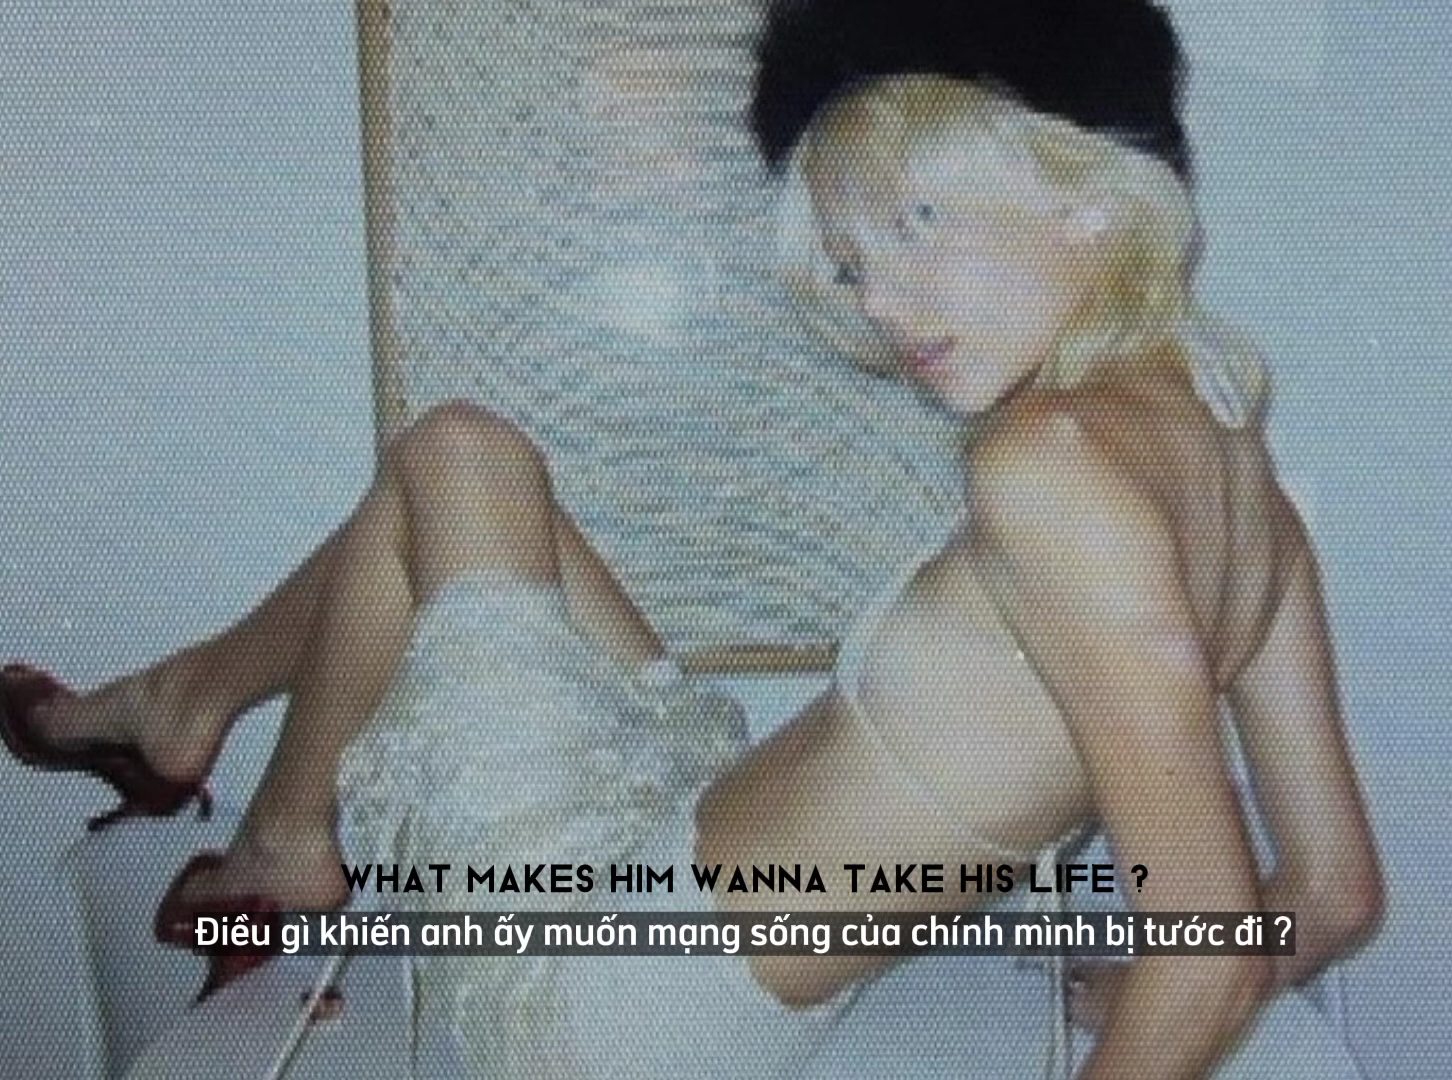 WHAT MAKES HIM WANNA TAKE HIS LIFE ?
Điều gì khiến anh ấy muốn mạng sống của chính mình bị tước đi ?